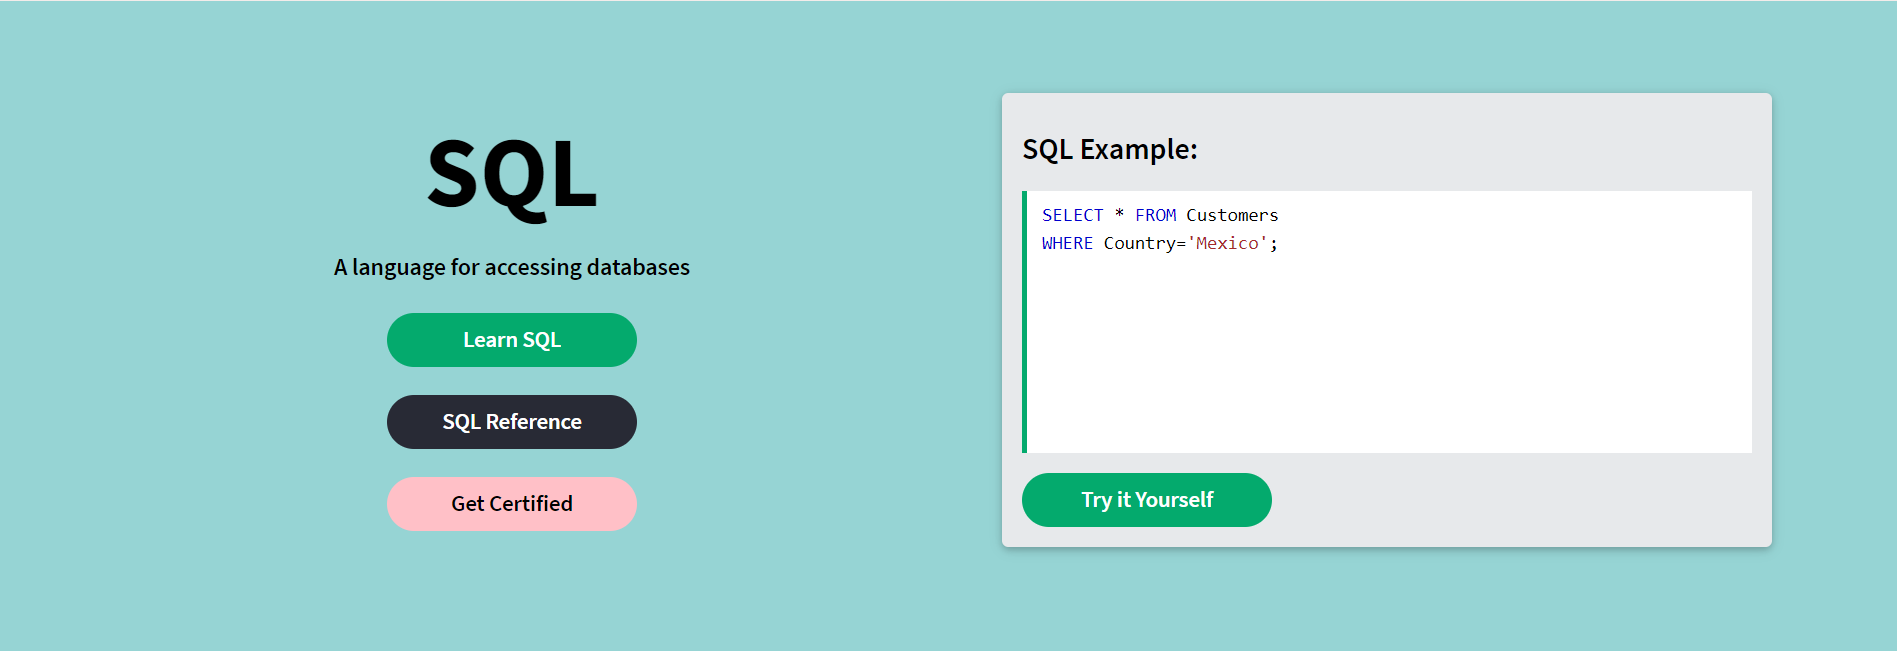 SQL
A language for accessing databases
Learn SQL
SQL Reference
Get Certified
SQL Example:
SELECT * FROM Customers
WHERE Country='Mexico';
Try it Yourself